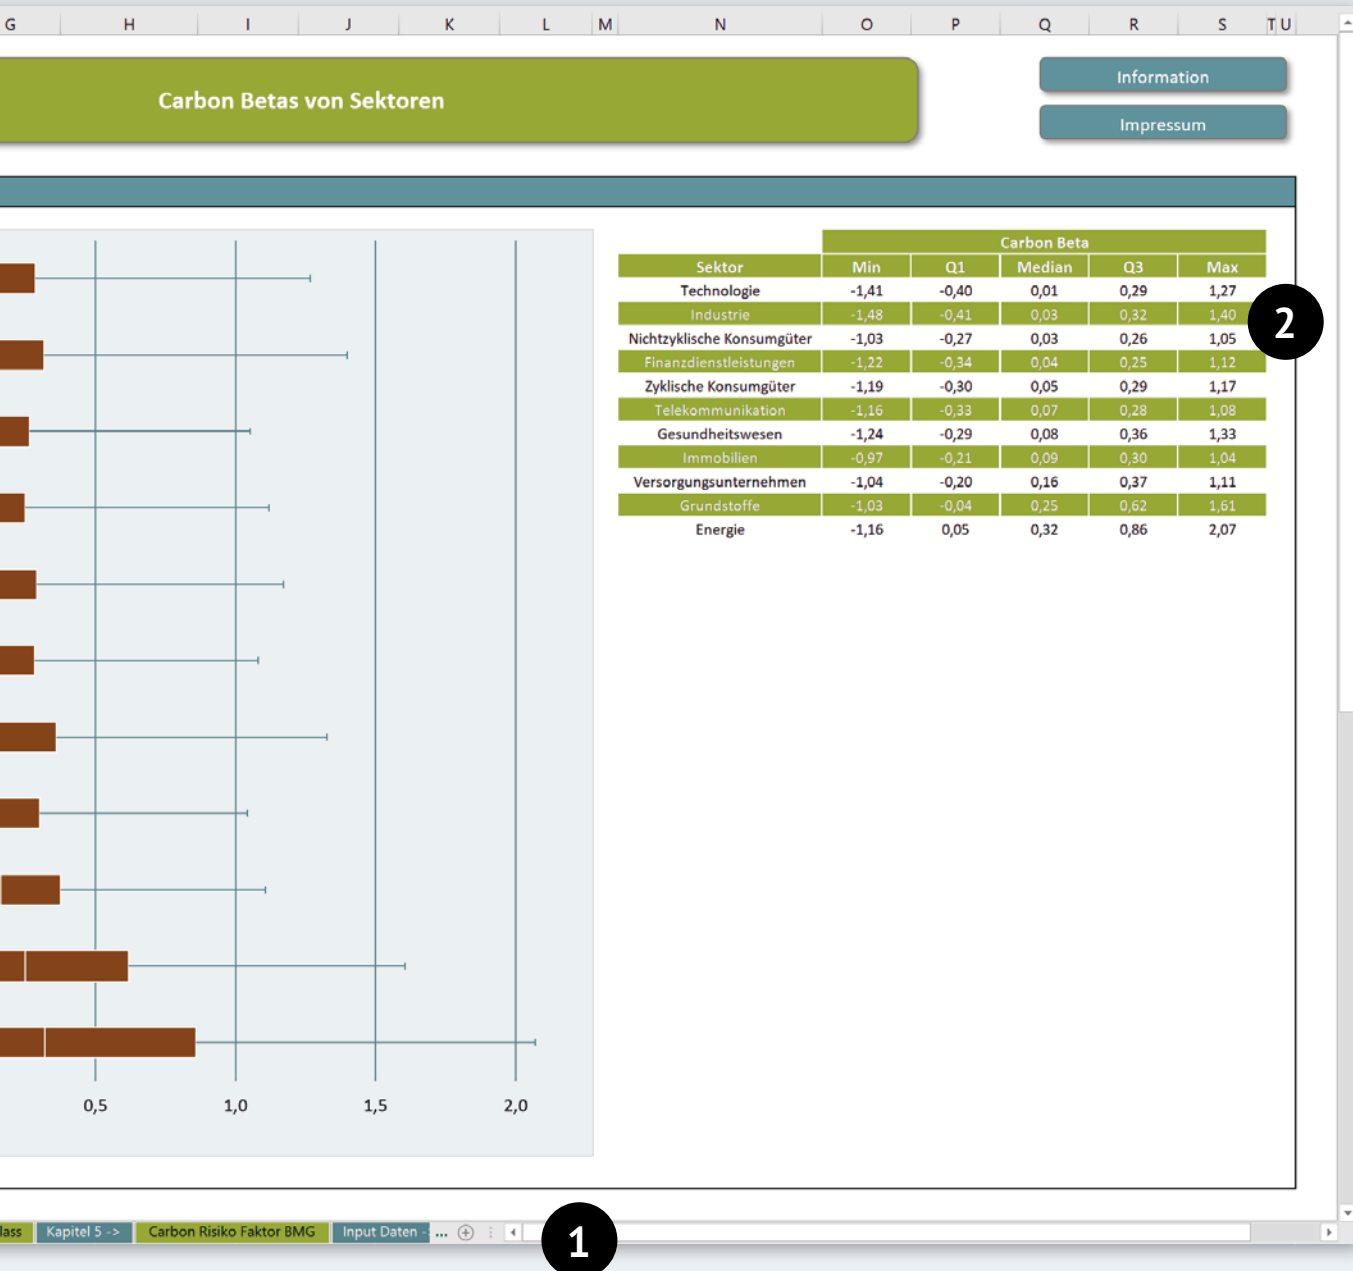 G H I J K L M N O P Q R S T U
Carbon Betas von Sektoren
Information
Impressum
Carbon Beta
Sektor Min Q1 Median Q3 Max
Technologie -1,41 -0,40 0,01 0,29 1,27
Industrie -1,48 -0,41 0,03 0,32 1,40
2
Nichtzyklische Konsumgüter -1,03 -0,27 0,03 0,26 1,05
Finanzdienstleistungen -1,22 -0,34 0,04 0,25 1,12
Zyklische Konsumgüter -1,19 -0,30 0,05 0,29 1,17
Telekommunikation -1,16 -0,33 0,07 0,28 1,08
Gesundheitswesen -1,24 -0,29 0,08 0,36 1,33
Immobilien -0,97 -0,21 0,09 0,30 1,04
Versorgungsunternehmen -1,04 -0,20 0,16 0,37 1,11
Grundstoffe -1,03 -0,04 0,25 0,62 1,61
Energie -1,16 0,05 0,32 0,86 2,07
0,5 1,0 1,5 2,0
lass Kapitel 5 -> Carbon Risiko Faktor BMG Input Daten - ...
1